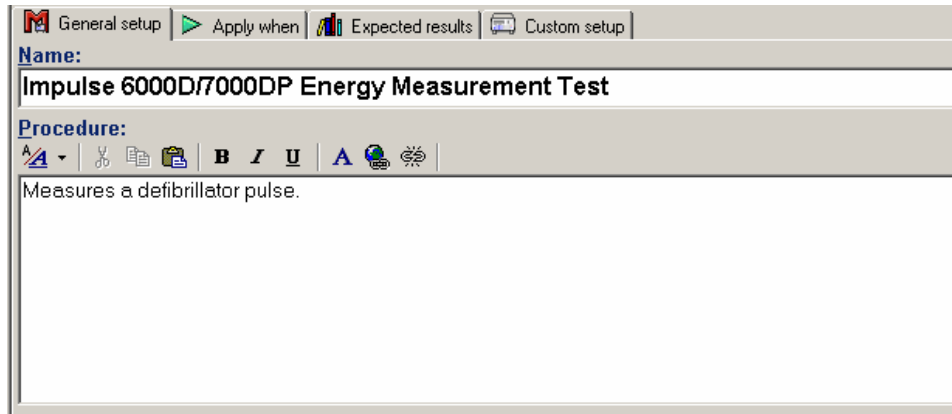 General setup Apply when Expected results Custom setup
Name:
Impulse 6000D/7000DP Energy Measurement Test
Procedure:
B I U A
Measures a defibrillator pulse.